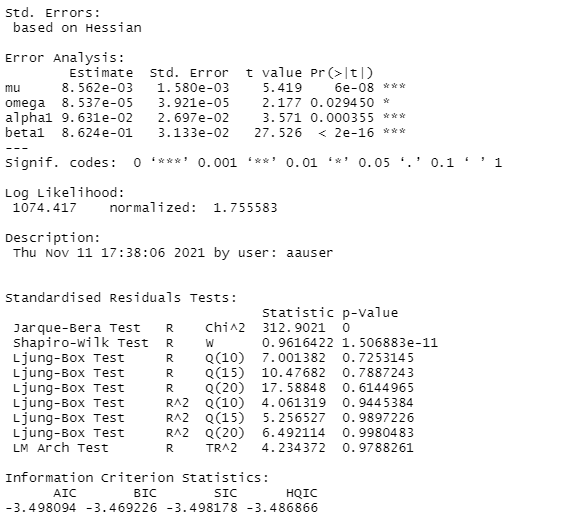 Std. Errors:
 based on Hessian

Error Analysis:
        Estimate  Std. Error  t value Pr(>|t|)
mu     8.562e-03   1.580e-03    5.419    6e-08 ***
omega  8.537e-05   3.921e-05    2.177 0.029450 *
alpha1 9.631e-02   2.697e-02    3.571 0.000355 ***
beta1  8.624e-01   3.133e-02   27.526  < 2e-16 ***
---
Signif. codes:  0 ‘***’ 0.001 ‘**’ 0.01 ‘*’ 0.05 ‘.’ 0.1 ‘ ’ 1

Log Likelihood:
 1074.417    normalized:  1.755583

Description:
 Thu Nov 11 17:38:06 2021 by user: aauser


Standardised Residuals Tests:
                                Statistic p-Value
 Jarque-Bera Test   R    Chi^2  312.9021  0
 Shapiro-Wilk Test  R    W      0.9616422 1.506883e-11
 Ljung-Box Test     R    Q(10)  7.001382  0.7253145
 Ljung-Box Test     R    Q(15)  10.47682  0.7887243
 Ljung-Box Test     R    Q(20)  17.58848  0.6144965
 Ljung-Box Test     R^2  Q(10)  4.061319  0.9445384
 Ljung-Box Test     R^2  Q(15)  5.256527  0.9897226
 Ljung-Box Test     R^2  Q(20)  6.492114  0.9980483
 LM Arch Test       R    TR^2   4.234372  0.9788261

Information Criterion Statistics:
      AIC       BIC       SIC      HQIC
-3.498094 -3.469226 -3.498178 -3.486866